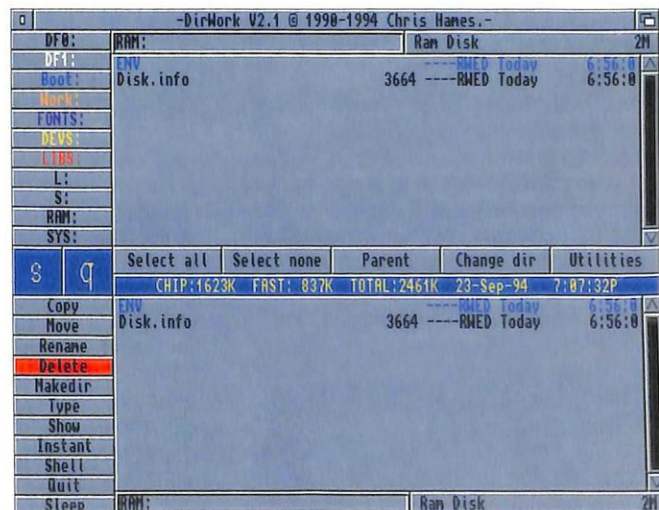 -DirWork V2.1 © 1990-1994 Chris Hames.-
DF0:
DF1:
Boot:
Work:
FONTS:
DEVS:
LIBS:
L:
S:
RAM:
SYS:
RAM: Ram Disk 2M
ENV ----RWED Today 6:56:0
Disk.info 3664 ----RWED Today 6:56:0
Select all Select none Parent Change dir Utilities
s q
CHIP:1623K FAST: 837K TOTAL:2461K 23-Sep-94 7:07:32P
Copy
Move
Rename
Delete
Makedir
Type
Show
Instant
Shell
Quit
Sleep
ENV ----RWED Today 6:56:0
Disk.info 3664 ----RWED Today 6:56:0
RAM: Ram Disk 2M